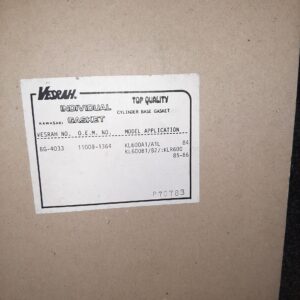 VESRAH.
INDIVIDUAL TOP QUALITY
CYLINDER BASE GASKET
KAWASAKI GASKET
VESRAH NO. O.E.M. NO. MODEL APPLICATION
BG-4033 11008-1364 KL600A1/A1L 84
KL600B1/B2/:KLR600
85-86
P70783